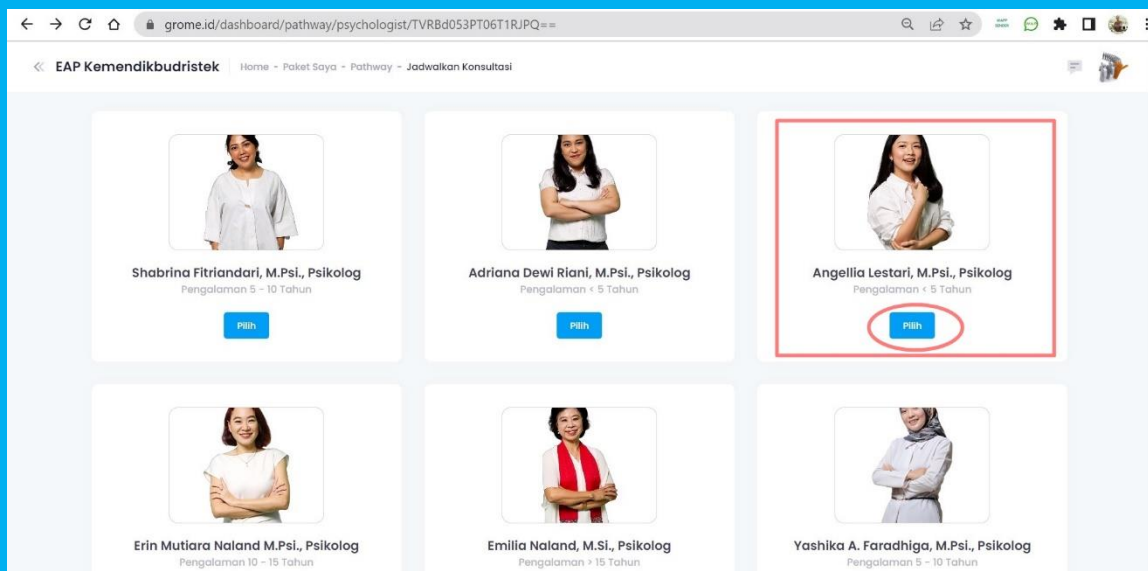 grome.id/dashboard/pathway/psychologist/TVRBd053PT06T1RJPQ==
EAP Kemendikbudristek Home - Paket Saya - Pathway - Jadwalkan Konsultasi
Shabrina Fitriandari, M.Psi., Psikolog
Pengalaman 5 - 10 Tahun
Pilih
Adriana Dewi Riani, M.Psi., Psikolog
Pengalaman < 5 Tahun
Pilih
Angellia Lestari, M.Psi., Psikolog
Pengalaman < 5 Tahun
Pilih
Erin Mutiara Naland M.Psi., Psikolog
Pengalaman 10 - 15 Tahun
Emilia Naland, M.Si., Psikolog
Pengalaman > 15 Tahun
Yashika A. Faradhiga, M.Psi., Psikolog
Pengalaman 5 - 10 Tahun